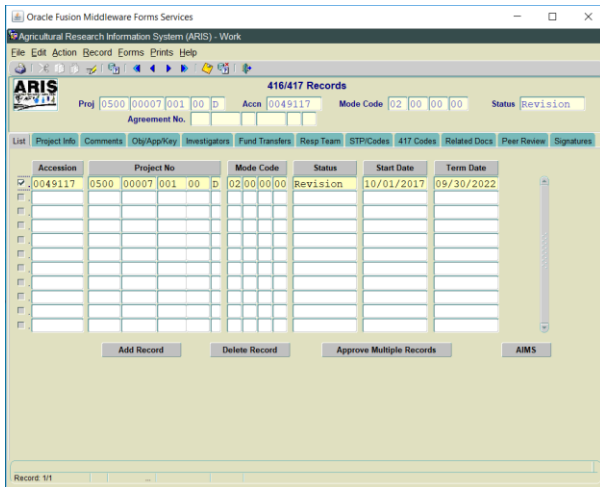 Oracle Fusion Middleware Forms Services
Agricultural Research Information System (ARIS) - Work
File Edit Action Record Forms Prints Help
ARIS
416/417 Records
Proj 0500 00007 001 00 D Accn 0049117 Mode Code 02 00 00 00 Status Revision
Agreement No.
List Project Info Comments Obj/App/Key Investigators Fund Transfers Resp Team STP/Codes 417 Codes Related Docs Peer Review Signatures
Accession Project No Mode Code Status Start Date Term Date
0049117 0500 00007 001 00 D 02 00 00 00 Revision 10/01/2017 09/30/2022
Add Record Delete Record Approve Multiple Records AIMS
Record: 1/1 ...